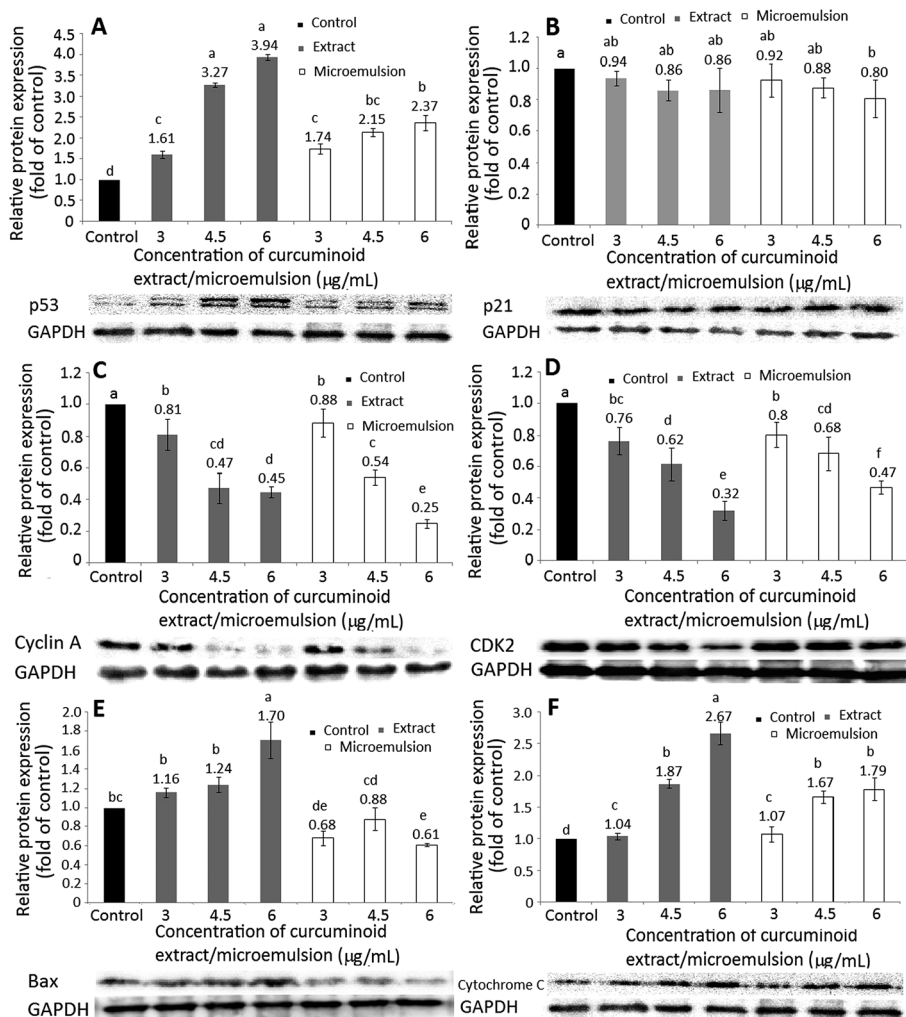 A
Relative protein expression
(fold of control)
4.5
4.0
3.5
3.0
2.5
2.0
1.5
1.0
0.5
0
Control
Extract
Microemulsion
d
c
1.61
a
3.27
a
3.94
c
1.74
bc
2.15
b
2.37
Control 3 4.5 6 3 4.5 6
Concentration of curcuminoid
extract/microemulsion (µg/mL)
p53
GAPDH
B
Relative protein expression
(fold of control)
1.2
1.0
0.8
0.6
0.4
0.2
0
Control Extract Microemulsion
a
ab
0.94
ab
0.86
ab
0.86
ab
0.92
ab
0.88
b
0.80
Control 3 4.5 6 3 4.5 6
Concentration of curcuminoid
extract/microemulsion (µg/mL)
p21
GAPDH
C
Relative protein expression
(fold of control)
1.2
1.0
0.8
0.6
0.4
0.2
0
Control
Extract
Microemulsion
a
b
0.81
cd
0.47
d
0.45
b
0.88
c
0.54
e
0.25
Control 3 4.5 6 3 4.5 6
Concentration of curcuminoid
extract/microemulsion (µg/mL)
Cyclin A
GAPDH
D
Relative protein expression
(fold of control)
1.2
1.0
0.8
0.6
0.4
0.2
0
Control Extract Microemulsion
a
bc
0.76
d
0.62
e
0.32
b
0.8
cd
0.68
f
0.47
Control 3 4.5 6 3 4.5 6
Concentration of curcuminoid
extract/microemulsion (µg/mL)
CDK2
GAPDH
E
Relative protein expression
(fold of control)
2.0
1.8
1.6
1.4
1.2
1.0
0.8
0.6
0.4
0.2
0
Control Extract
Microemulsion
bc
b
1.16
b
1.24
a
1.70
de
0.68
cd
0.88
e
0.61
Control 3 4.5 6 3 4.5 6
Concentration of curcuminoid
extract/microemulsion (µg/mL)
Bax
GAPDH
F
Relative protein expression
(fold of control)
3.0
2.5
2.0
1.5
1.0
0.5
0
Control Extract
Microemulsion
d
c
1.04
b
1.87
a
2.67
c
1.07
b
1.67
b
1.79
Control 3 4.5 6 3 4.5 6
Concentration of curcuminoid
extract/microemulsion (µg/mL)
Cytochrome C
GAPDH